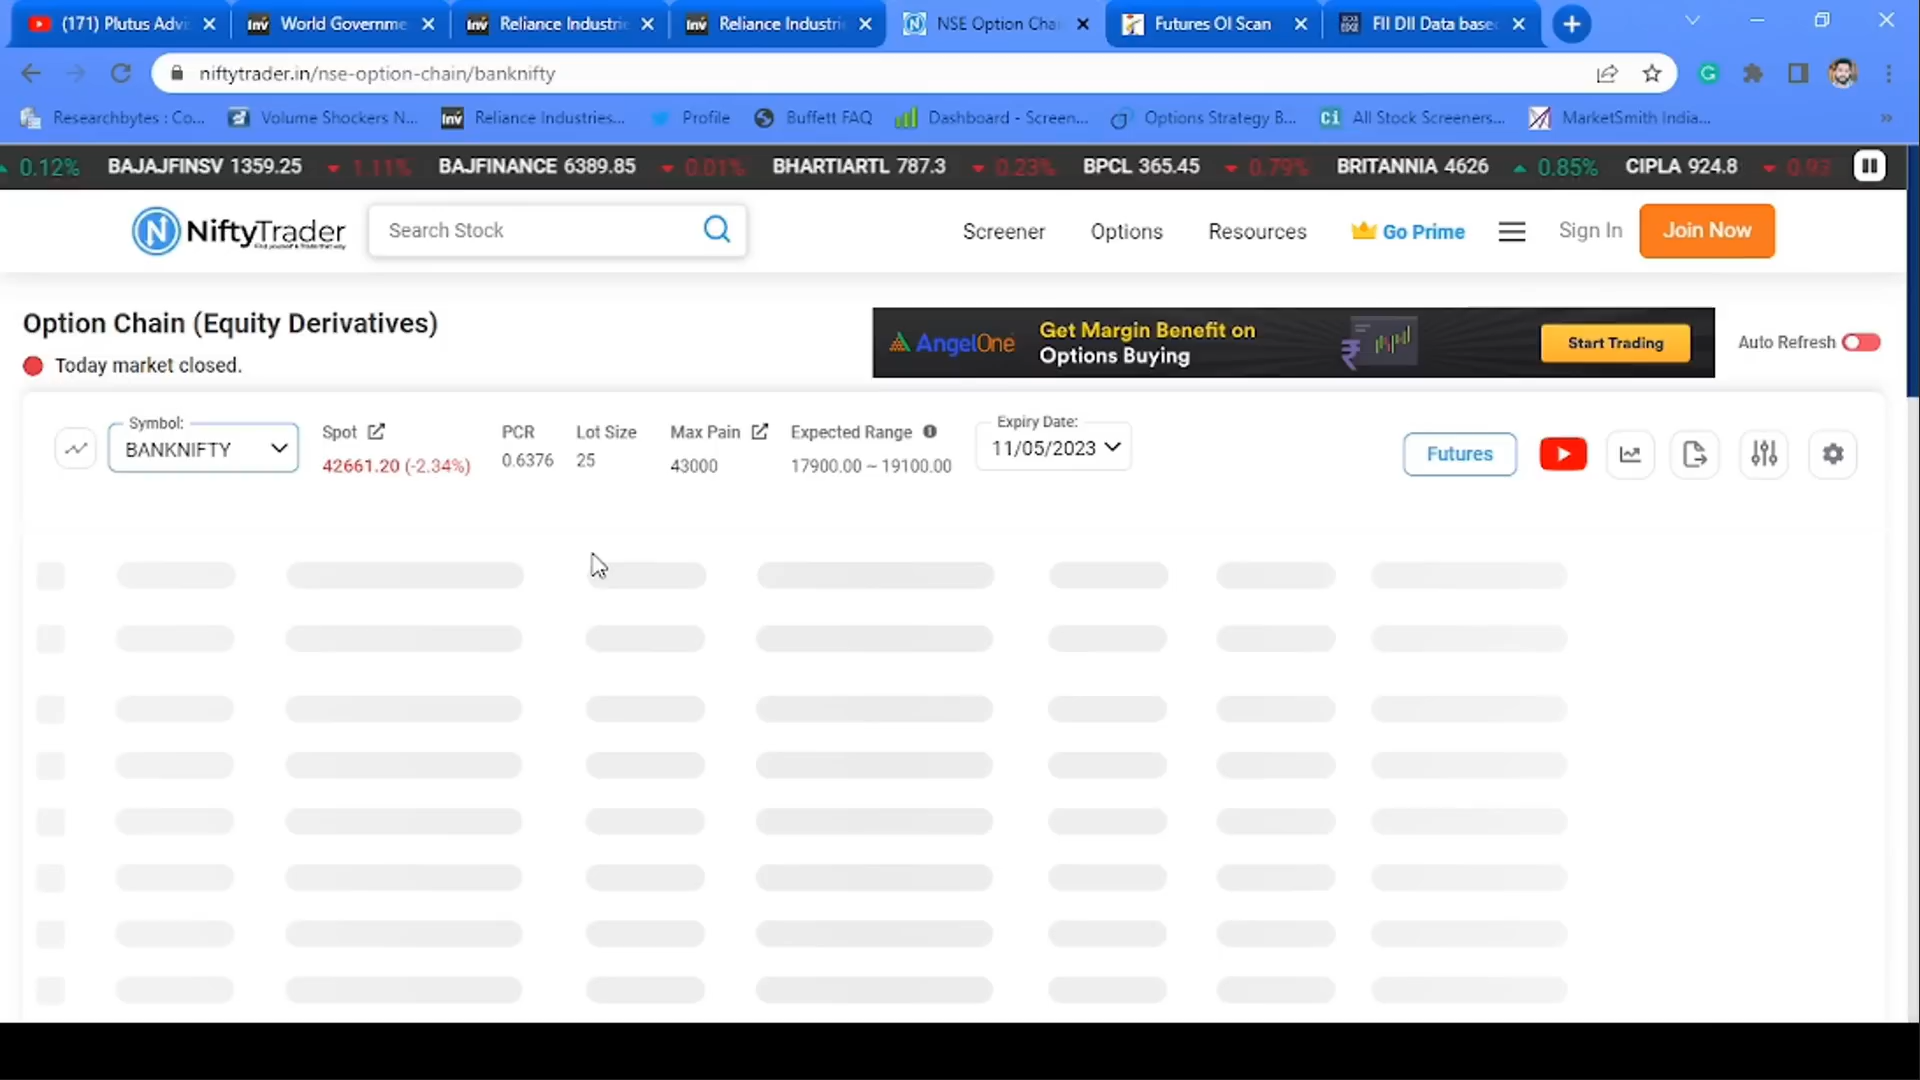 (171) Plutus Advi
World Governme
Reliance Industri
Reliance Industri
NSE Option Chai
Futures OI Scan
FII DII Data base
niftytrader.in/nse-option-chain/banknifty
Researchbytes : Co...
Volume Shockers N...
Reliance Industries...
Profile
Buffett FAQ
Dashboard - Screen...
Options Strategy B...
All Stock Screeners...
MarketSmith India...
0.12% BAJAJFINSV 1359.25 1.11% BAJFINANCE 6389.85 0.01% BHARTIARTL 787.3 0.23% BPCL 365.45 0.79% BRITANNIA 4626 0.85% CIPLA 924.8 0.93
NiftyTrader
Search Stock
Screener
Options
Resources
Go Prime
Sign In
Join Now
Option Chain (Equity Derivatives)
Today market closed.
AngelOne
Get Margin Benefit on
Options Buying
Start Trading
Auto Refresh
Symbol:
BANKNIFTY
Spot
42661.20 (-2.34%)
PCR
0.6376
Lot Size
25
Max Pain
43000
Expected Range
17900.00 ~ 19100.00
Expiry Date:
11/05/2023
Futures